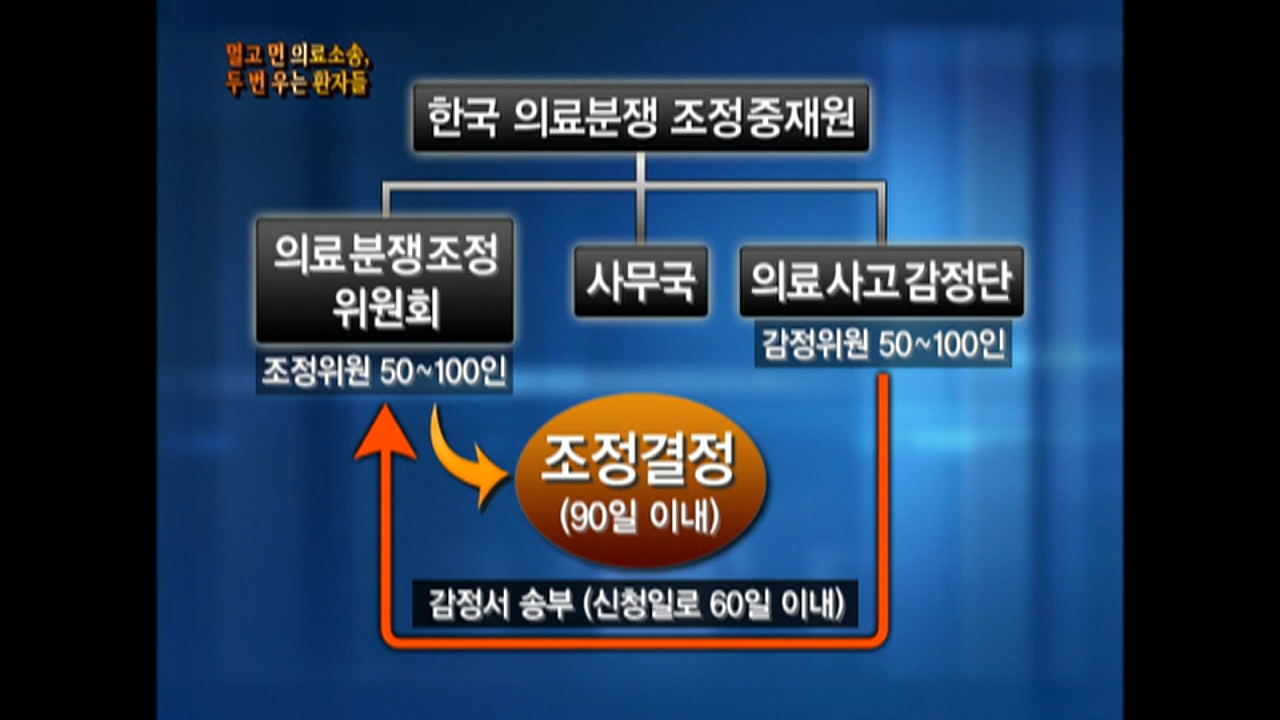 멀고 먼 의료소송,
두 번 우는 환자들
한국 의료분쟁 조정중재원
의료분쟁조정
위원회
조정위원 50~100인
사무국
의료사고감정단
감정위원 50~100인
조정결정
(90일 이내)
감정서 송부 (신청일로 60일 이내)